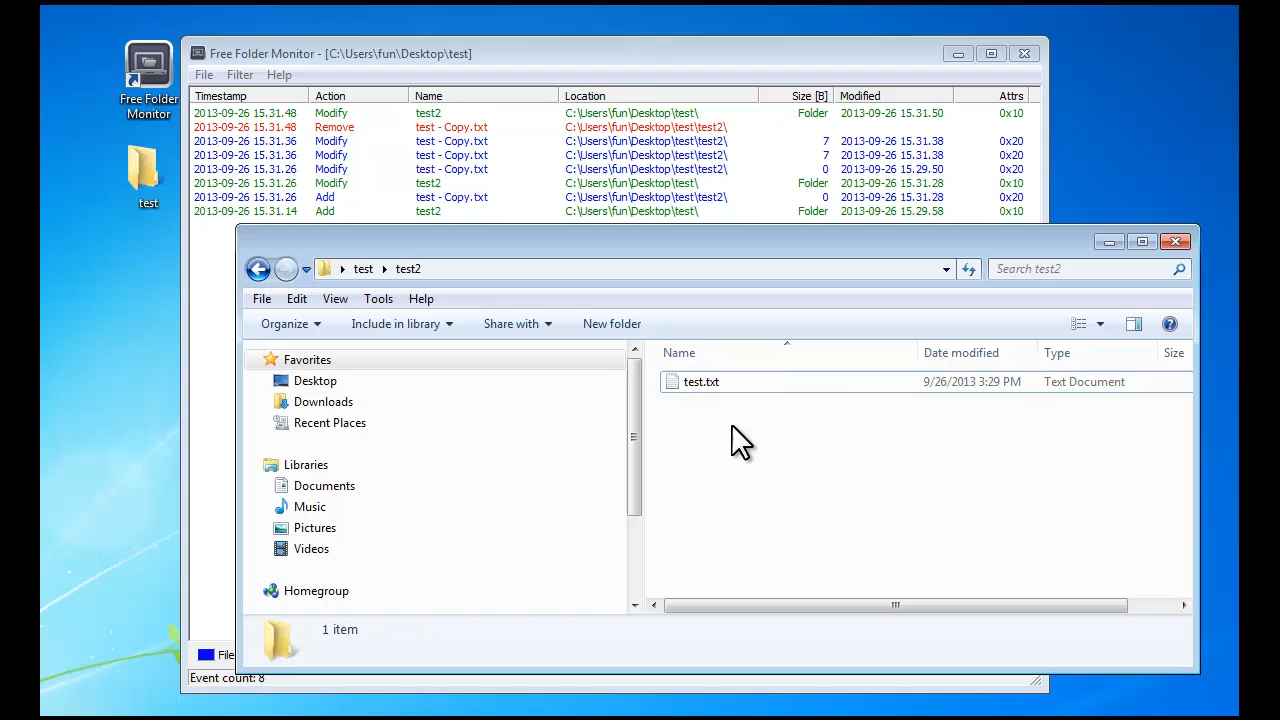 Free Folder Monitor
test
Free Folder Monitor - [C:\Users\fun\Desktop\test]
File Filter Help
Timestamp Action Name Location Size [B] Modified Attrs
2013-09-26 15.31.48 Modify test2 C:\Users\fun\Desktop\test\ Folder 2013-09-26 15.31.50 0x10
2013-09-26 15.31.48 Remove test - Copy.txt C:\Users\fun\Desktop\test\test2\
2013-09-26 15.31.36 Modify test - Copy.txt C:\Users\fun\Desktop\test\test2\ 7 2013-09-26 15.31.38 0x20
2013-09-26 15.31.36 Modify test - Copy.txt C:\Users\fun\Desktop\test\test2\ 7 2013-09-26 15.31.38 0x20
2013-09-26 15.31.26 Modify test - Copy.txt C:\Users\fun\Desktop\test\test2\ 0 2013-09-26 15.29.50 0x20
2013-09-26 15.31.26 Modify test2 C:\Users\fun\Desktop\test\ Folder 2013-09-26 15.31.28 0x10
2013-09-26 15.31.26 Add test - Copy.txt C:\Users\fun\Desktop\test\test2\ 0 2013-09-26 15.31.28 0x20
2013-09-26 15.31.14 Add test2 C:\Users\fun\Desktop\test\ Folder 2013-09-26 15.29.58 0x10
test test2 Search test2
File Edit View Tools Help
Organize Include in library Share with New folder
Favorites
Desktop
Downloads
Recent Places
Libraries
Documents
Music
Pictures
Videos
Homegroup
Name Date modified Type Size
test.txt 9/26/2013 3:29 PM Text Document
1 item
File
Event count: 8